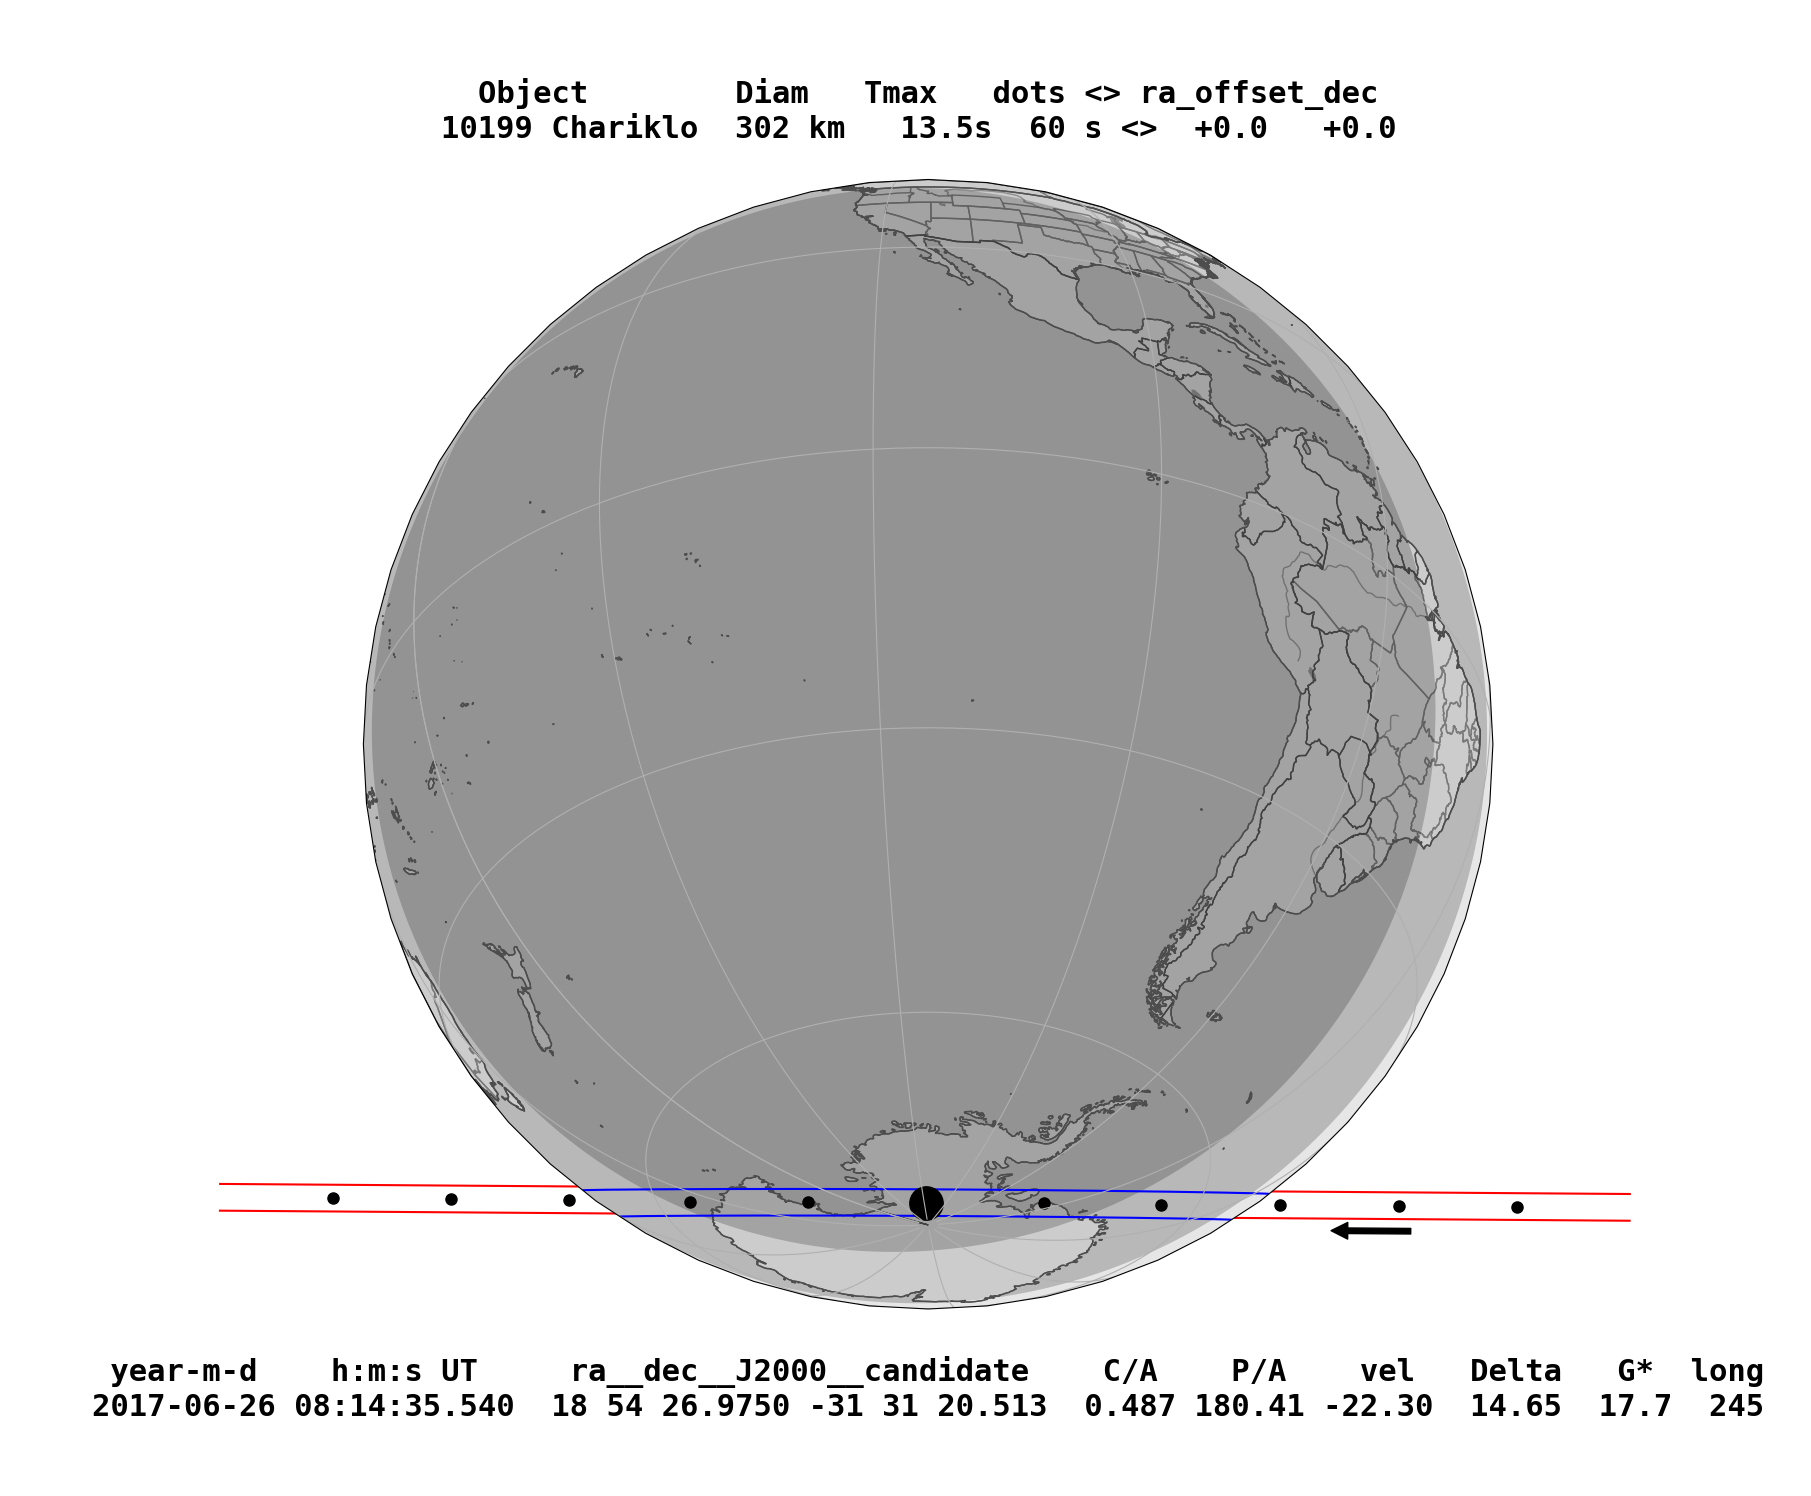 Object Diam Tmax dots <> ra_offset_dec
10199 Chariklo 302 km 13.5s 60 s <> +0.0 +0.0
year-m-d h:m:s UT ra__dec__J2000__candidate C/A P/A vel Delta G* long
2017-06-26 08:14:35.540 18 54 26.9750 -31 31 20.513 0.487 180.41 -22.30 14.65 17.7 245